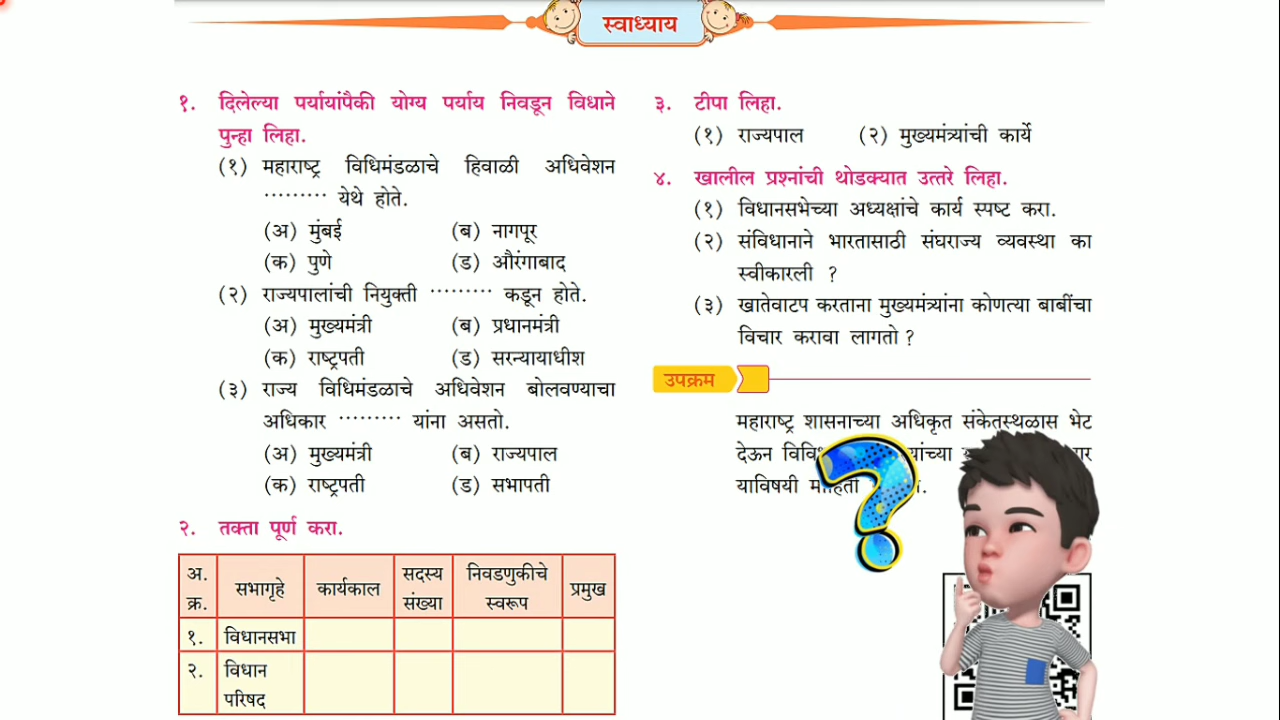 स्वाध्याय
१. दिलेल्या पर्यायांपैकी योग्य पर्याय निवडून विधाने
पुन्हा लिहा.
(१) महाराष्ट्र विधिमंडळाचे हिवाळी अधिवेशन
......... येथे होते.
(अ) मुंबई (ब) नागपूर
(क) पुणे (ड) औरंगाबाद
(२) राज्यपालांची नियुक्ती ......... कडून होते.
(अ) मुख्यमंत्री (ब) प्रधानमंत्री
(क) राष्ट्रपती (ड) सरन्यायाधीश
(३) राज्य विधिमंडळाचे अधिवेशन बोलवण्याचा
अधिकार ......... यांना असतो.
(अ) मुख्यमंत्री (ब) राज्यपाल
(क) राष्ट्रपती (ड) सभापती
२. तक्ता पूर्ण करा.
अ.
क्र.
सभागृहे
कार्यकाल
सदस्य
संख्या
निवडणुकीचे
स्वरूप
प्रमुख
१. विधानसभा
२. विधान
परिषद
३. टीपा लिहा.
(१) राज्यपाल (२) मुख्यमंत्र्यांची कार्ये
४. खालील प्रश्नांची थोडक्यात उत्तरे लिहा.
(१) विधानसभेच्या अध्यक्षांचे कार्य स्पष्ट करा.
(२) संविधानाने भारतासाठी संघराज्य व्यवस्था का
स्वीकारली ?
(३) खातेवाटप करताना मुख्यमंत्र्यांना कोणत्या बाबींचा
विचार करावा लागतो ?
उपक्रम
महाराष्ट्र शासनाच्या अधिकृत संकेतस्थळास भेट
देऊन
याविषयी